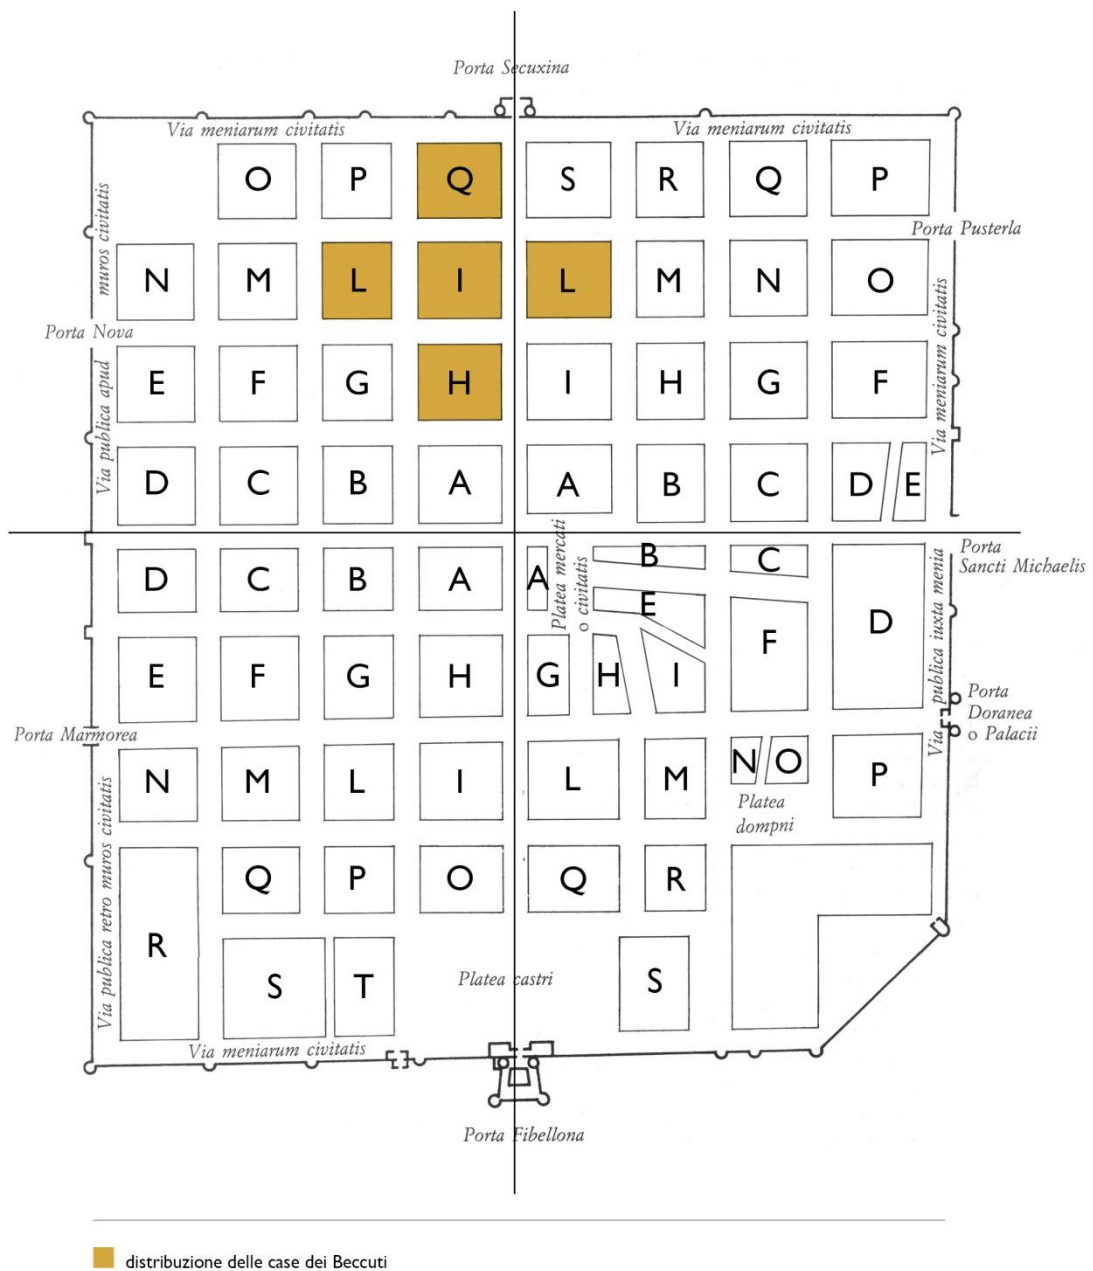 Porta Secuxina
Via meniarum civitatis
Via meniarum civitatis
muros civitatis
O P Q S R Q P
Porta Pusterla
N M L I L M N O
Porta Nova
Via publica apud
Via meniarum civitatis
E F G H I H G F
D C B A A B C D E
Porta
Sancti Michaelis
D C B A A B C
Platea mercati
o civitatis
E F D
Via publica iuxta menia
E F G H G H I
Porta
Doranea
o Palacii
Porta Marmorea
N M L I L M N O P
Platea
dompni
Via publica retro muros civitatis
Q P O Q R
R
S T S
Platea castri
Via meniarum civitatis
Porta Fibellona
distribuzione delle case dei Beccuti